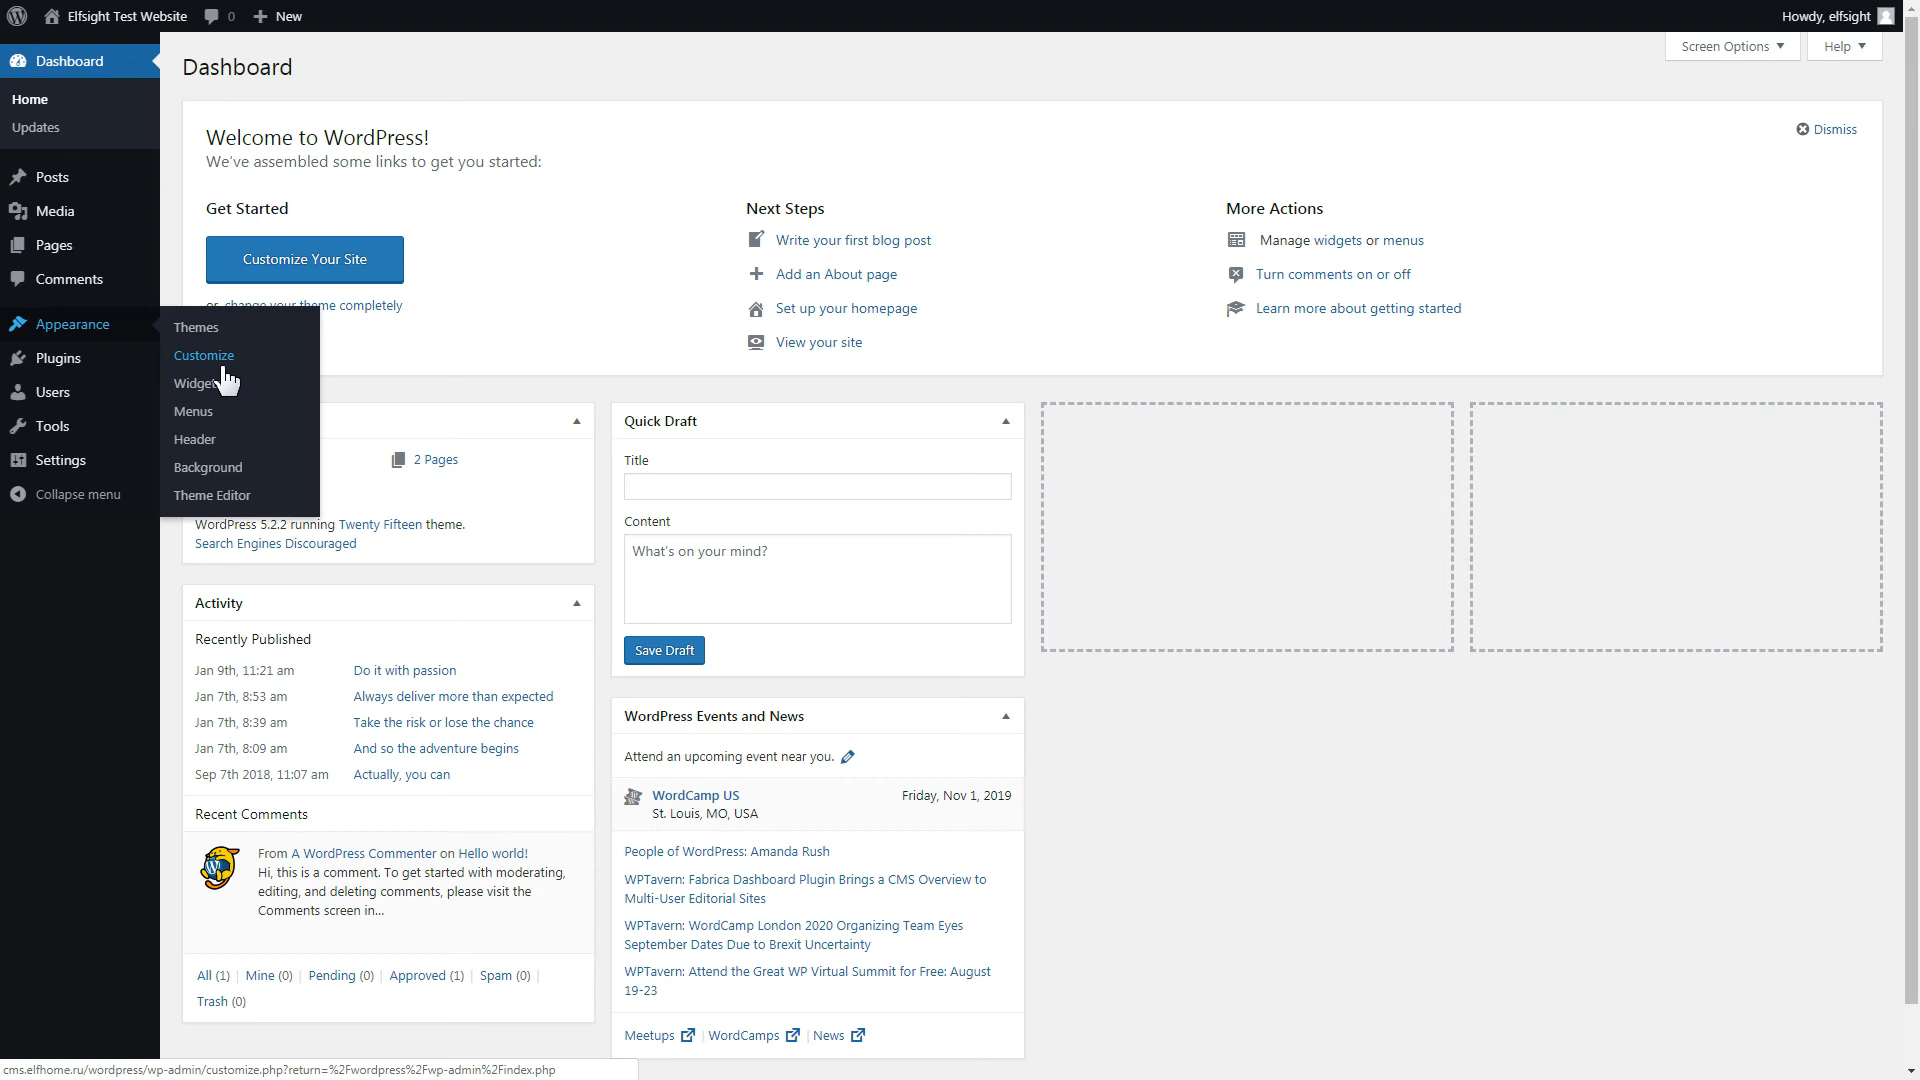 Elfsight Test Website
0
New
Howdy, elfsight
Dashboard
Home
Updates
Posts
Media
Pages
Comments
Appearance
Plugins
Users
Tools
Settings
Collapse menu
Themes
Customize
Widget
Menus
Header
Background
Theme Editor
Screen Options
Help
Dashboard
Welcome to WordPress!
We've assembled some links to get you started:
Dismiss
Get Started
Customize Your Site
or, change your theme completely
Next Steps
Write your first blog post
Add an About page
Set up your homepage
View your site
More Actions
Manage widgets or menus
Turn comments on or off
Learn more about getting started
2 Pages
WordPress 5.2.2 running Twenty Fifteen theme.
Search Engines Discouraged
Activity
Recently Published
Jan 9th, 11:21 am Do it with passion
Jan 7th, 8:53 am Always deliver more than expected
Jan 7th, 8:39 am Take the risk or lose the chance
Jan 7th, 8:09 am And so the adventure begins
Sep 7th 2018, 11:07 am Actually, you can
Recent Comments
From A WordPress Commenter on Hello world!
Hi, this is a comment. To get started with moderating,
editing, and deleting comments, please visit the
Comments screen in...
All (1) | Mine (0) | Pending (0) | Approved (1) | Spam (0) |
Trash (0)
Quick Draft
Title
Content
What's on your mind?
Save Draft
WordPress Events and News
Attend an upcoming event near you.
WordCamp US Friday, Nov 1, 2019
St. Louis, MO, USA
People of WordPress: Amanda Rush
WPTavern: Fabrica Dashboard Plugin Brings a CMS Overview to
Multi-User Editorial Sites
WPTavern: WordCamp London 2020 Organizing Team Eyes
September Dates Due to Brexit Uncertainty
WPTavern: Attend the Great WP Virtual Summit for Free: August
19-23
Meetups | WordCamps | News
cms.elfhome.ru/wordpress/wp-admin/customize.php?return=%2Fwordpress%2Fwp-admin%2Findex.php